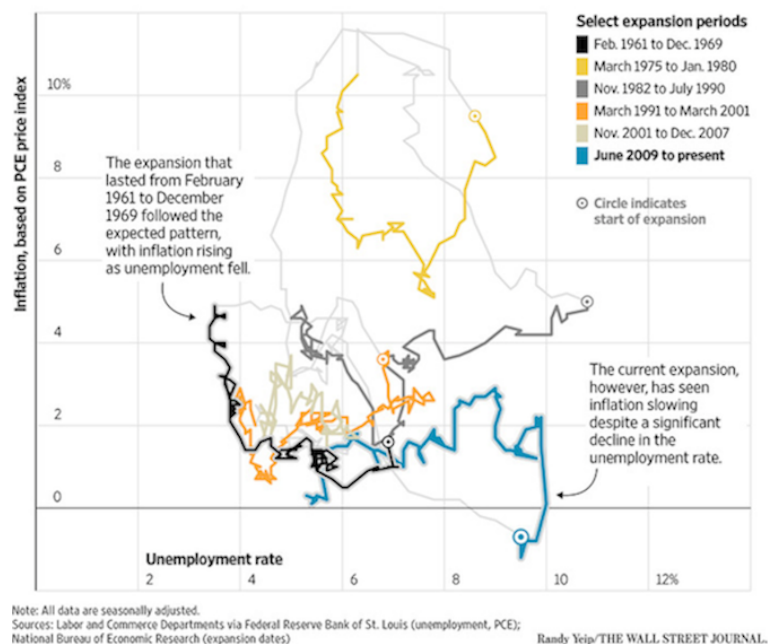 Select expansion periods
Feb. 1961 to Dec. 1969
March 1975 to Jan. 1980
Nov. 1982 to July 1990
March 1991 to March 2001
Nov. 2001 to Dec. 2007
June 2009 to present
Circle indicates
start of expansion
Inflation, based on PCE price index
10%
8
6
4
2
0
The expansion that
lasted from February
1961 to December
1969 followed the
expected pattern,
with inflation rising
as unemployment fell.
The current expansion,
however, has seen
inflation slowing
despite a significant
decline in the
unemployment rate.
Unemployment rate
2
4
6
8
10
12%
Note: All data are seasonally adjusted.
Sources: Labor and Commerce Departments via Federal Reserve Bank of St. Louis (unemployment, PCE);
National Bureau of Economic Research (expansion dates)
Randy Yeip/THE WALL STREET JOURNAL.